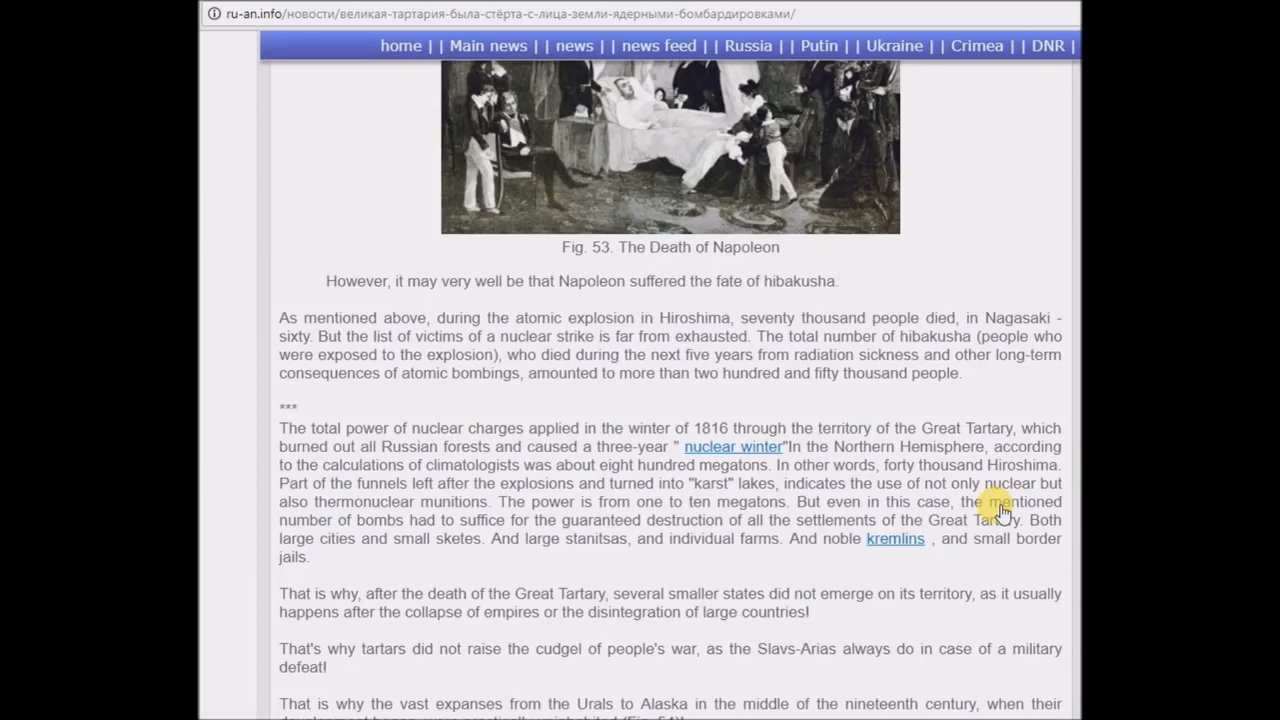 ru-an.info/новости/великая-тартария-была-стёрта-с-лица-земли-ядерными-бомбардировками/
home | | Main news | | news | | news feed | | Russia | | Putin | | Ukraine | | Crimea | | DNR |
Fig. 53. The Death of Napoleon
However, it may very well be that Napoleon suffered the fate of hibakusha.
As mentioned above, during the atomic explosion in Hiroshima, seventy thousand people died, in Nagasaki -
sixty. But the list of victims of a nuclear strike is far from exhausted. The total number of hibakusha (people who
were exposed to the explosion), who died during the next five years from radiation sickness and other long-term
consequences of atomic bombings, amounted to more than two hundred and fifty thousand people.
***
The total power of nuclear charges applied in the winter of 1816 through the territory of the Great Tartary, which
burned out all Russian forests and caused a three-year " nuclear winter"In the Northern Hemisphere, according
to the calculations of climatologists was about eight hundred megatons. In other words, forty thousand Hiroshima.
Part of the funnels left after the explosions and turned into "karst" lakes, indicates the use of not only nuclear but
also thermonuclear munitions. The power is from one to ten megatons. But even in this case, the mentioned
number of bombs had to suffice for the guaranteed destruction of all the settlements of the Great Tartary. Both
large cities and small sketes. And large stanitsas, and individual farms. And noble kremlins , and small border
jails.
That is why, after the death of the Great Tartary, several smaller states did not emerge on its territory, as it usually
happens after the collapse of empires or the disintegration of large countries!
That's why tartars did not raise the cudgel of people's war, as the Slavs-Arias always do in case of a military
defeat!
That is why the vast expanses from the Urals to Alaska in the middle of the nineteenth century, when their
development began, were practically uninhabited (Fig. 54)!